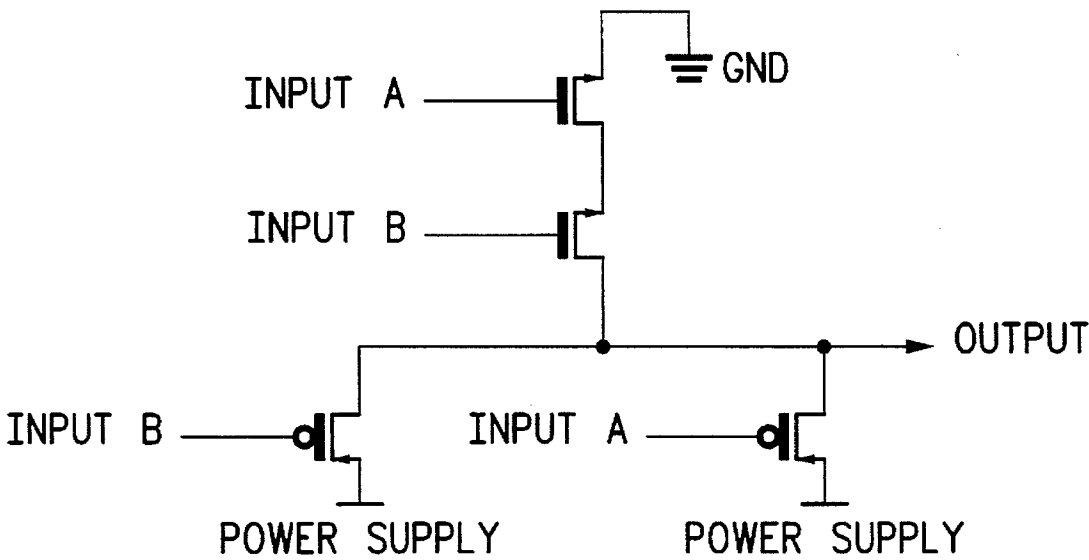 GND
INPUT A
INPUT B
OUTPUT
INPUT B
INPUT A
POWER SUPPLY
POWER SUPPLY